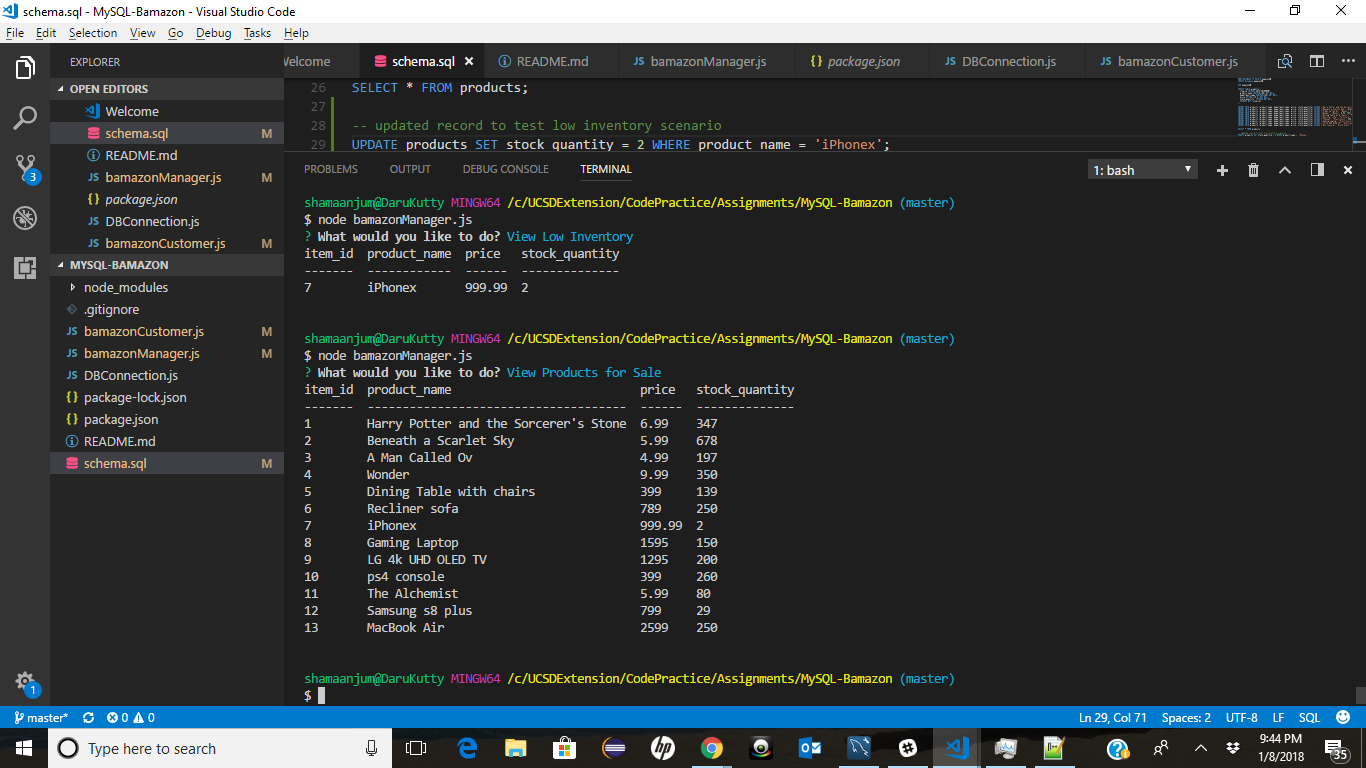 schema.sql - MySQL-Bamazon - Visual Studio Code
File Edit Selection View Go Debug Tasks Help
EXPLORER
OPEN EDITORS
Welcome
schema.sql M
README.md
bamazonManager.js M
package.json
DBConnection.js
bamazonCustomer.js M
MYSQL-BAMAZON
node_modules
.gitignore
bamazonCustomer.js M
bamazonManager.js M
DBConnection.js
package-lock.json
package.json
README.md
schema.sql M
3
1
Welcome schema.sql README.md JS bamazonManager.js {} package.json JS DBConnection.js JS bamazonCustomer.js
26 SELECT * FROM products;
27
28 -- updated record to test low inventory scenario
29 UPDATE products SET stock_quantity = 2 WHERE product_name = 'iPhonex';
PROBLEMS OUTPUT DEBUG CONSOLE TERMINAL 1: bash
shamaanjum@DaruKutty MINGW64 /c/UCSDExtension/CodePractice/Assignments/MySQL-Bamazon (master)
$ node bamazonManager.js
? What would you like to do? View Low Inventory
item_id product_name price stock_quantity
------- ------------ ------ --------------
7 iPhonex 999.99 2
shamaanjum@DaruKutty MINGW64 /c/UCSDExtension/CodePractice/Assignments/MySQL-Bamazon (master)
$ node bamazonManager.js
? What would you like to do? View Products for Sale
item_id product_name price stock_quantity
------- ------------------------------------- ------ --------------
1 Harry Potter and the Sorcerer's Stone 6.99 347
2 Beneath a Scarlet Sky 5.99 678
3 A Man Called Ov 4.99 197
4 Wonder 9.99 350
5 Dining Table with chairs 399 139
6 Recliner sofa 789 250
7 iPhonex 999.99 2
8 Gaming Laptop 1595 150
9 LG 4k UHD OLED TV 1295 200
10 ps4 console 399 260
11 The Alchemist 5.99 80
12 Samsung s8 plus 799 29
13 MacBook Air 2599 250
shamaanjum@DaruKutty MINGW64 /c/UCSDExtension/CodePractice/Assignments/MySQL-Bamazon (master)
$
master* 0 0 Ln 29, Col 71 Spaces: 2 UTF-8 LF SQL
Type here to search
9:44 PM
1/8/2018
35